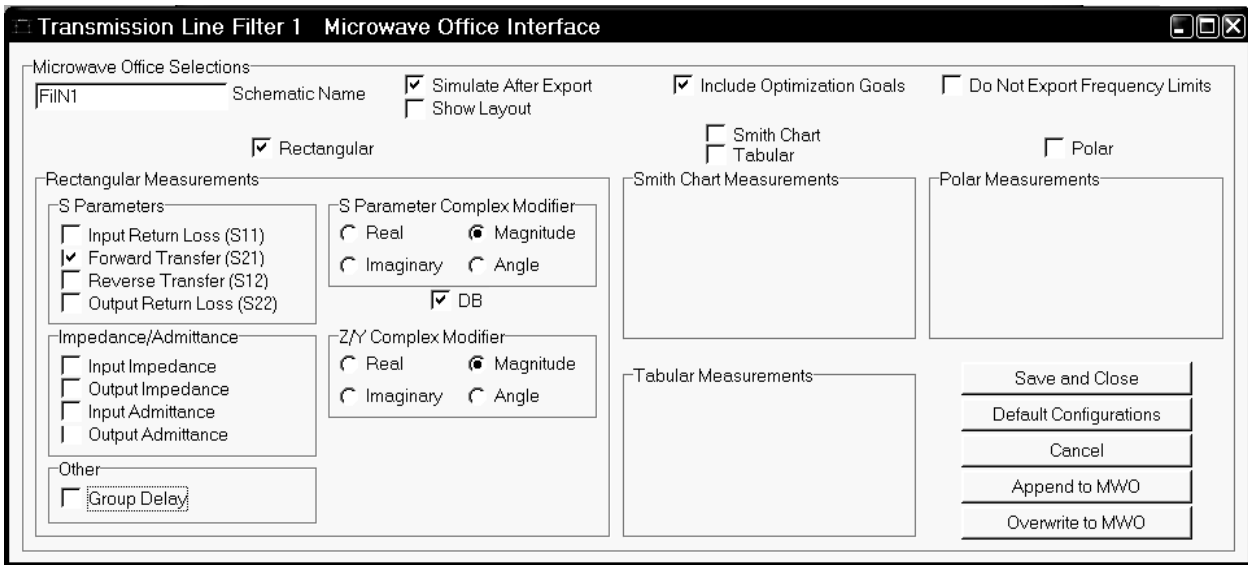 Transmission Line Filter 1 Microwave Office Interface
Microwave Office Selections
FilN1 Schematic Name
Simulate After Export
Show Layout
Include Optimization Goals
Do Not Export Frequency Limits
Rectangular
Smith Chart
Tabular
Polar
Rectangular Measurements
S Parameters
Input Return Loss (S11)
Forward Transfer (S21)
Reverse Transfer (S12)
Output Return Loss (S22)
S Parameter Complex Modifier
Real Magnitude
Imaginary Angle
DB
Impedance/Admittance
Input Impedance
Output Impedance
Input Admittance
Output Admittance
Z/Y Complex Modifier
Real Magnitude
Imaginary Angle
Other
Group Delay
Smith Chart Measurements
Polar Measurements
Tabular Measurements
Save and Close
Default Configurations
Cancel
Append to MWO
Overwrite to MWO